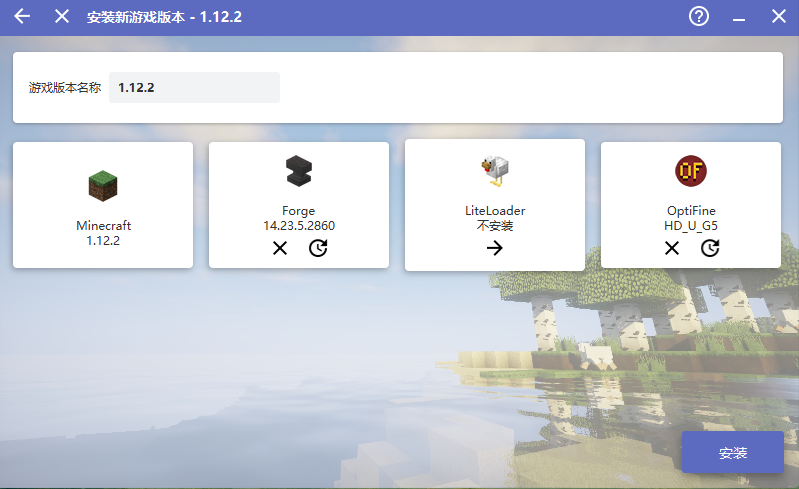 安装新游戏版本 - 1.12.2
游戏版本名称 1.12.2
Minecraft
1.12.2
Forge
14.23.5.2860
LiteLoader
不安装
OF
OptiFine
HD_U_G5
安装